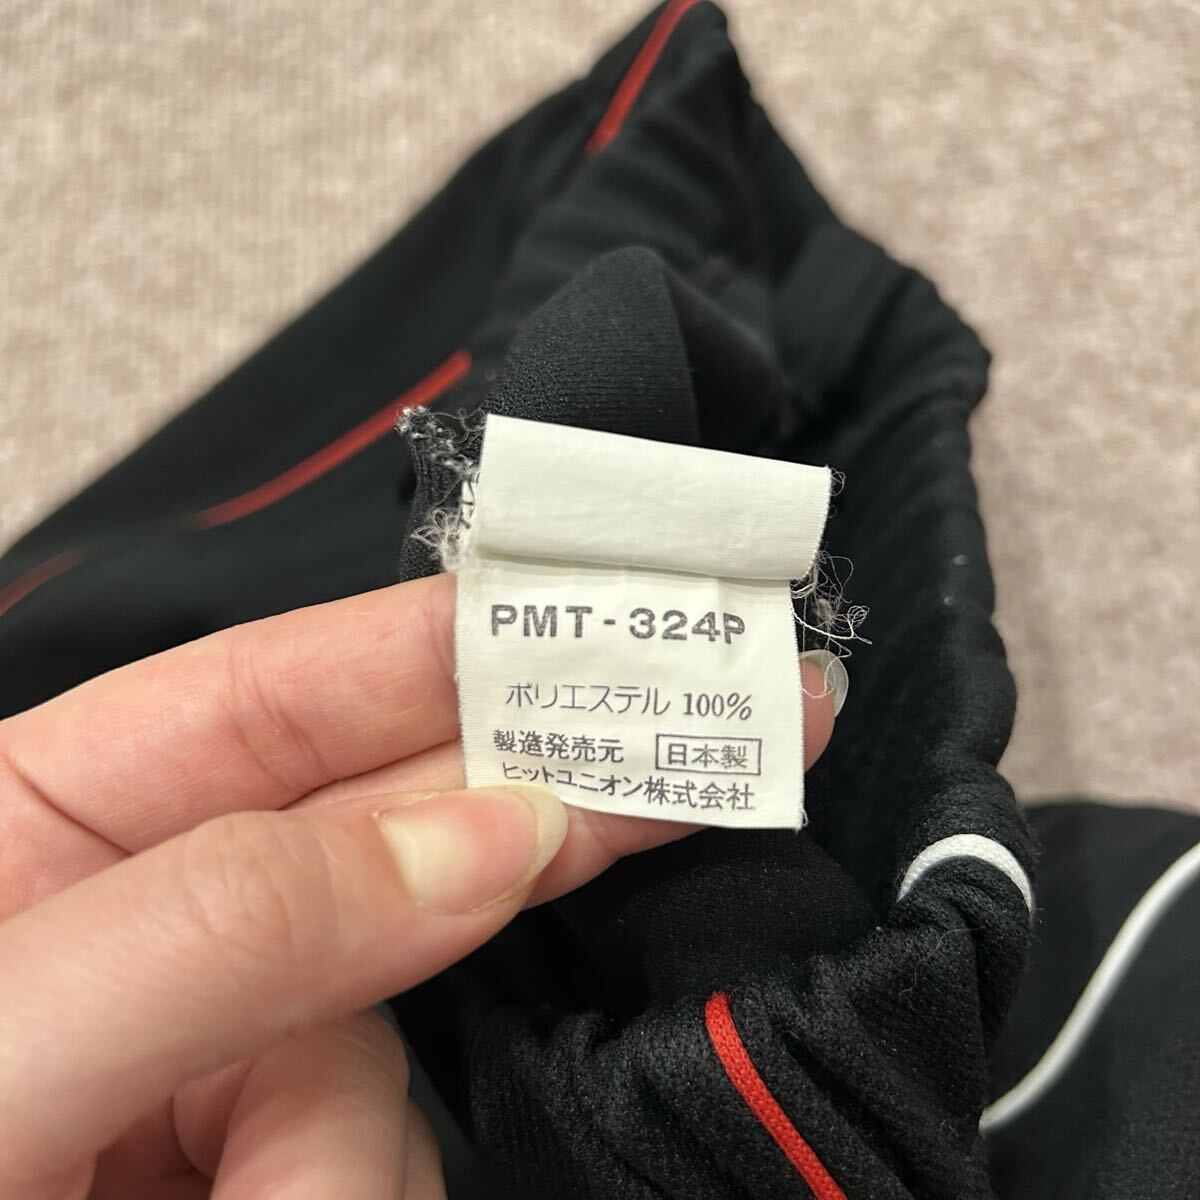 PMT-324P
ポリエステル 100%
製造発売元 日本製
ヒットユニオン株式会社